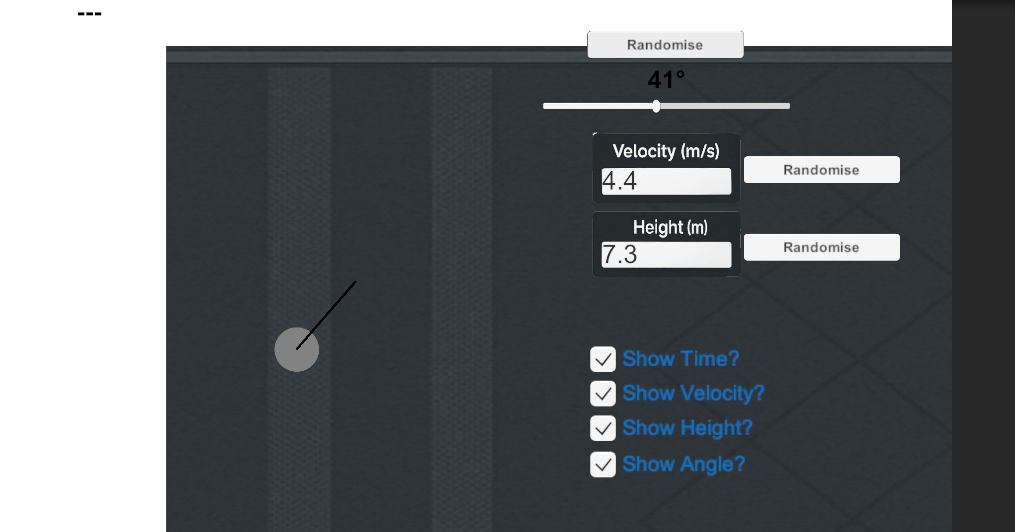 ---
Randomise
41°
Velocity (m/s)
4.4
Randomise
Height (m)
7.3
Randomise
Show Time?
Show Velocity?
Show Height?
Show Angle?